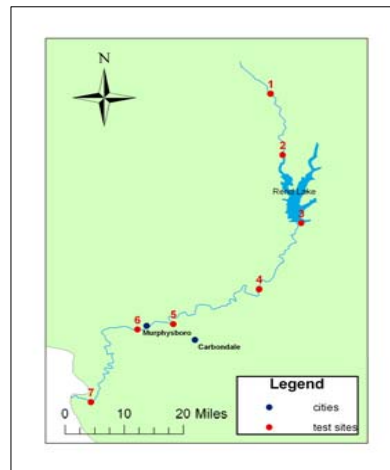 N
1
2
Rend Lake
3
4
5
6
Murphysboro
Carbondale
7
Legend
cities
test sites
0 10 20 Miles